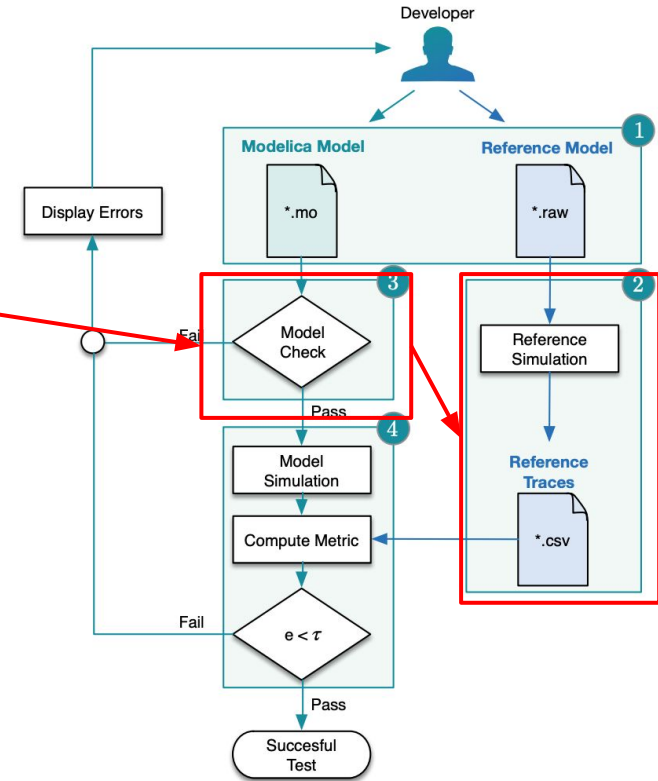 Developer
1
Modelica Model
Reference Model
*.mo
*.raw
Display Errors
3
2
Fail
Model
Check
Reference
Simulation
Pass
4
Model
Simulation
Reference
Traces
Compute Metric
*.csv
Fail
e < τ
Pass
Succesful
Test